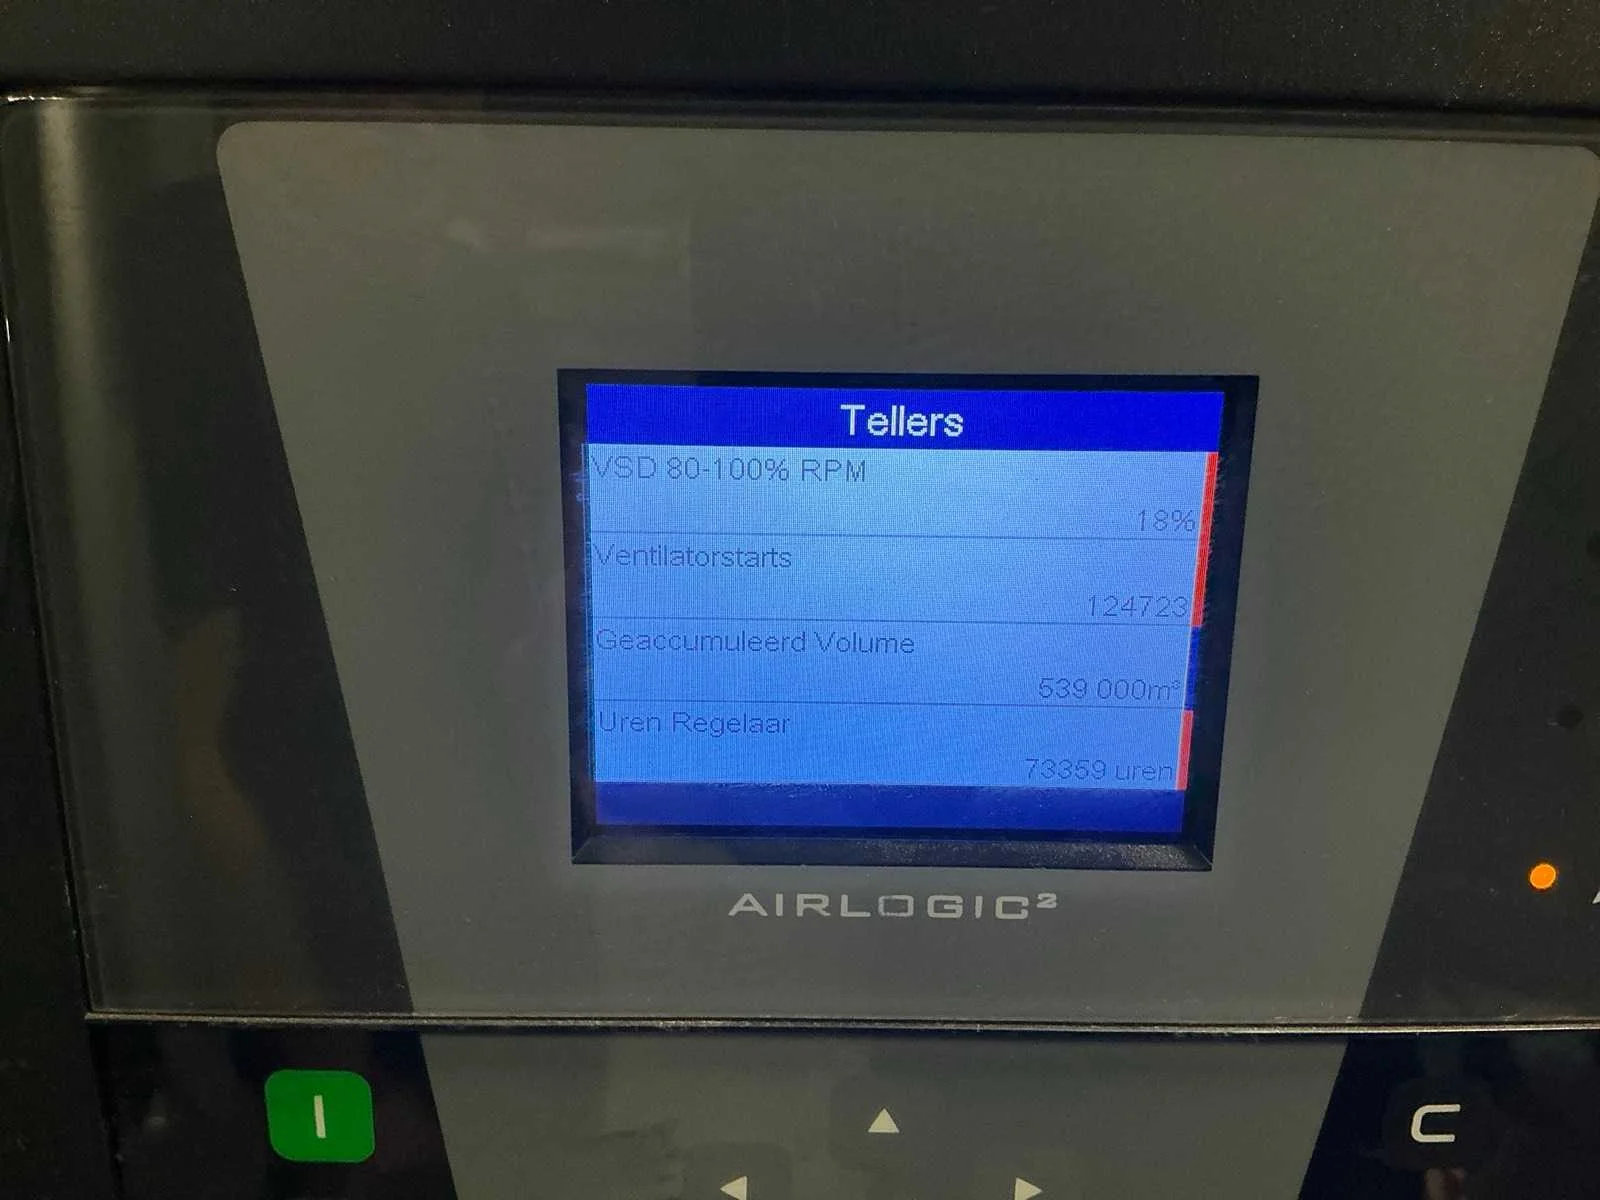 Tellers
VSD 80-100% RPM
18%
Ventilatorstarts
124723
Geaccumuleerd Volume
539 000m³
Uren Regelaar
73359 uren
AIRLOGIC²